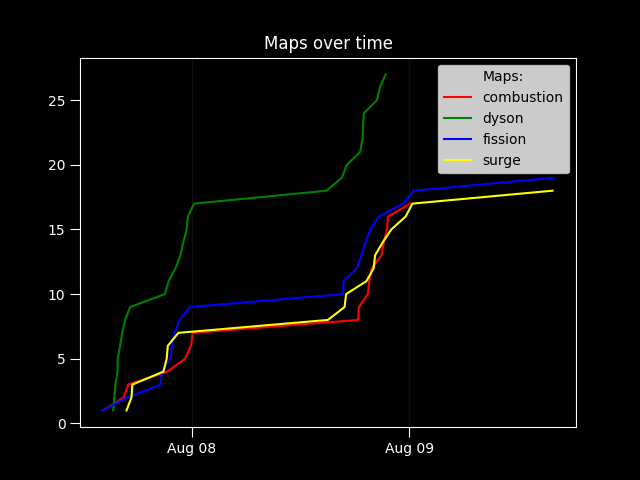 Maps over time
Maps:
combustion
dyson
fission
surge
25
20
15
10
5
0
Aug 08
Aug 09